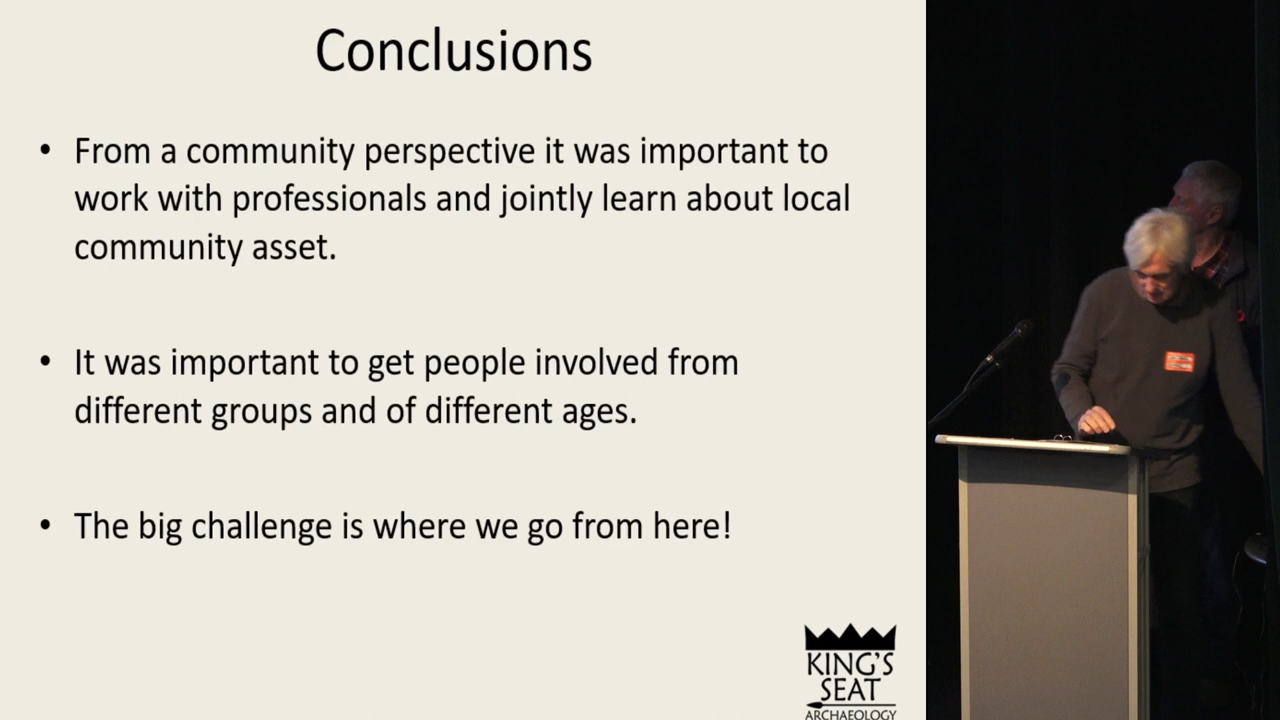 Conclusions
• From a community perspective it was important to
work with professionals and jointly learn about local
community asset.
• It was important to get people involved from
different groups and of different ages.
• The big challenge is where we go from here!
KING'S
SEAT
ARCHAEOLOGY